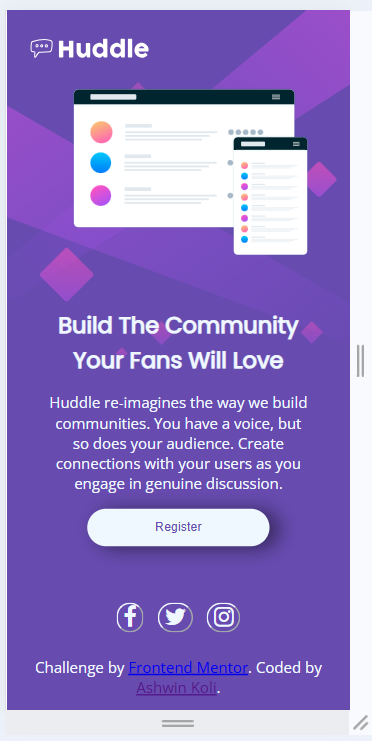 Huddle
Build The Community
Your Fans Will Love
Huddle re-imagines the way we build
communities. You have a voice, but
so does your audience. Create
connections with your users as you
engage in genuine discussion.
Register
Challenge by Frontend Mentor. Coded by
Ashwin Koli.